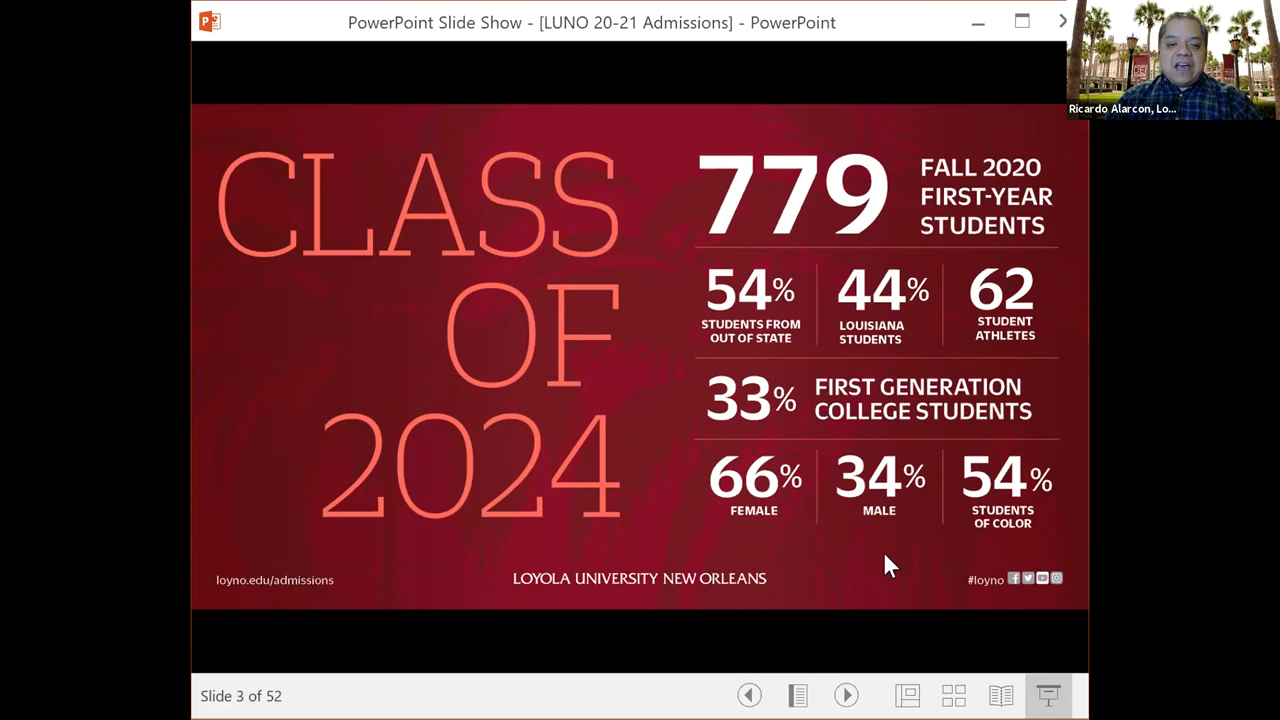 PowerPoint Slide Show - [LUNO 20-21 Admissions] - PowerPoint
Ricardo Alarcon, Lo...
CLASS
OF
2024
779
FALL 2020
FIRST-YEAR
STUDENTS
54%
STUDENTS FROM
OUT OF STATE
44%
LOUISIANA
STUDENTS
62
STUDENT
ATHLETES
33%
FIRST GENERATION
COLLEGE STUDENTS
66%
FEMALE
34%
MALE
54%
STUDENTS
OF COLOR
loyno.edu/admissions
LOYOLA UNIVERSITY NEW ORLEANS
#loyno
Slide 3 of 52